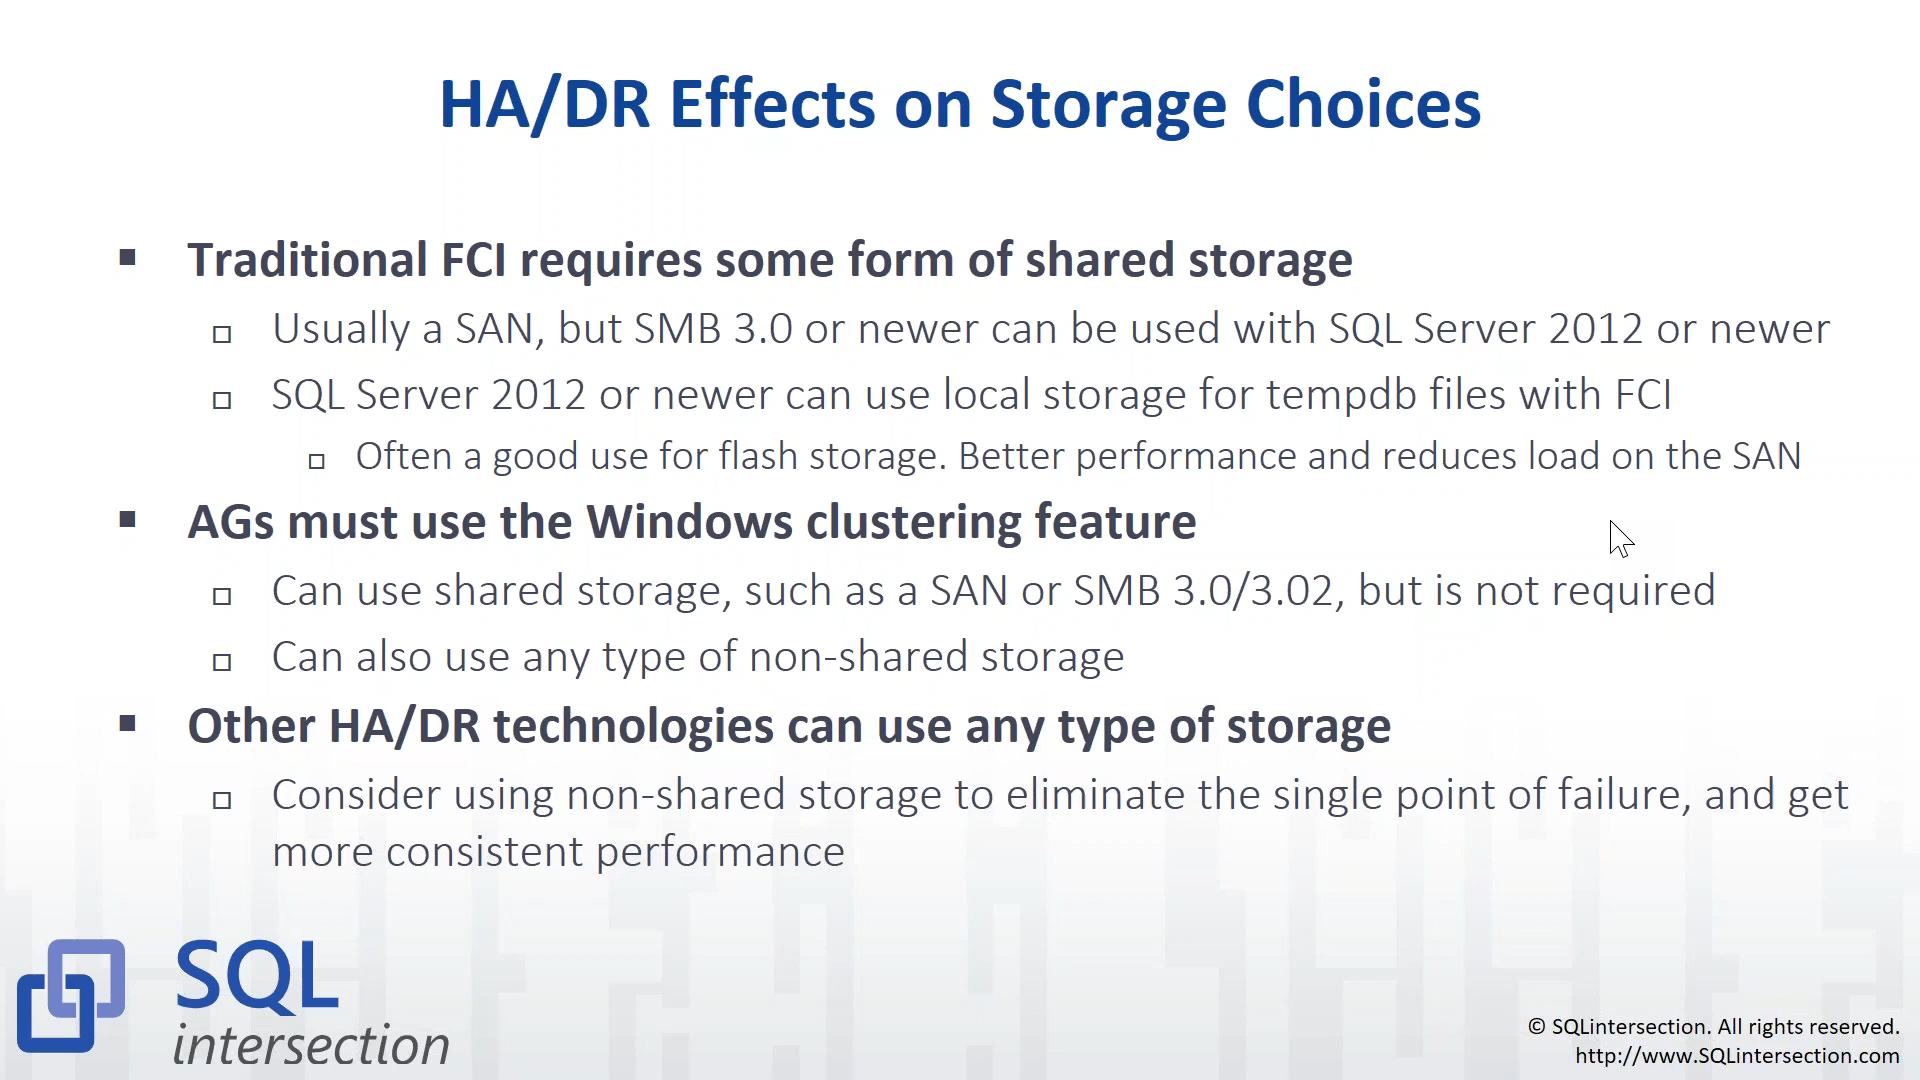 HA/DR Effects on Storage Choices
Traditional FCI requires some form of shared storage
Usually a SAN, but SMB 3.0 or newer can be used with SQL Server 2012 or newer
SQL Server 2012 or newer can use local storage for tempdb files with FCI
Often a good use for flash storage. Better performance and reduces load on the SAN
AGs must use the Windows clustering feature
Can use shared storage, such as a SAN or SMB 3.0/3.02, but is not required
Can also use any type of non-shared storage
Other HA/DR technologies can use any type of storage
Consider using non-shared storage to eliminate the single point of failure, and get
more consistent performance
SQL
intersection
© SQLintersection. All rights reserved.
http://www.SQLintersection.com